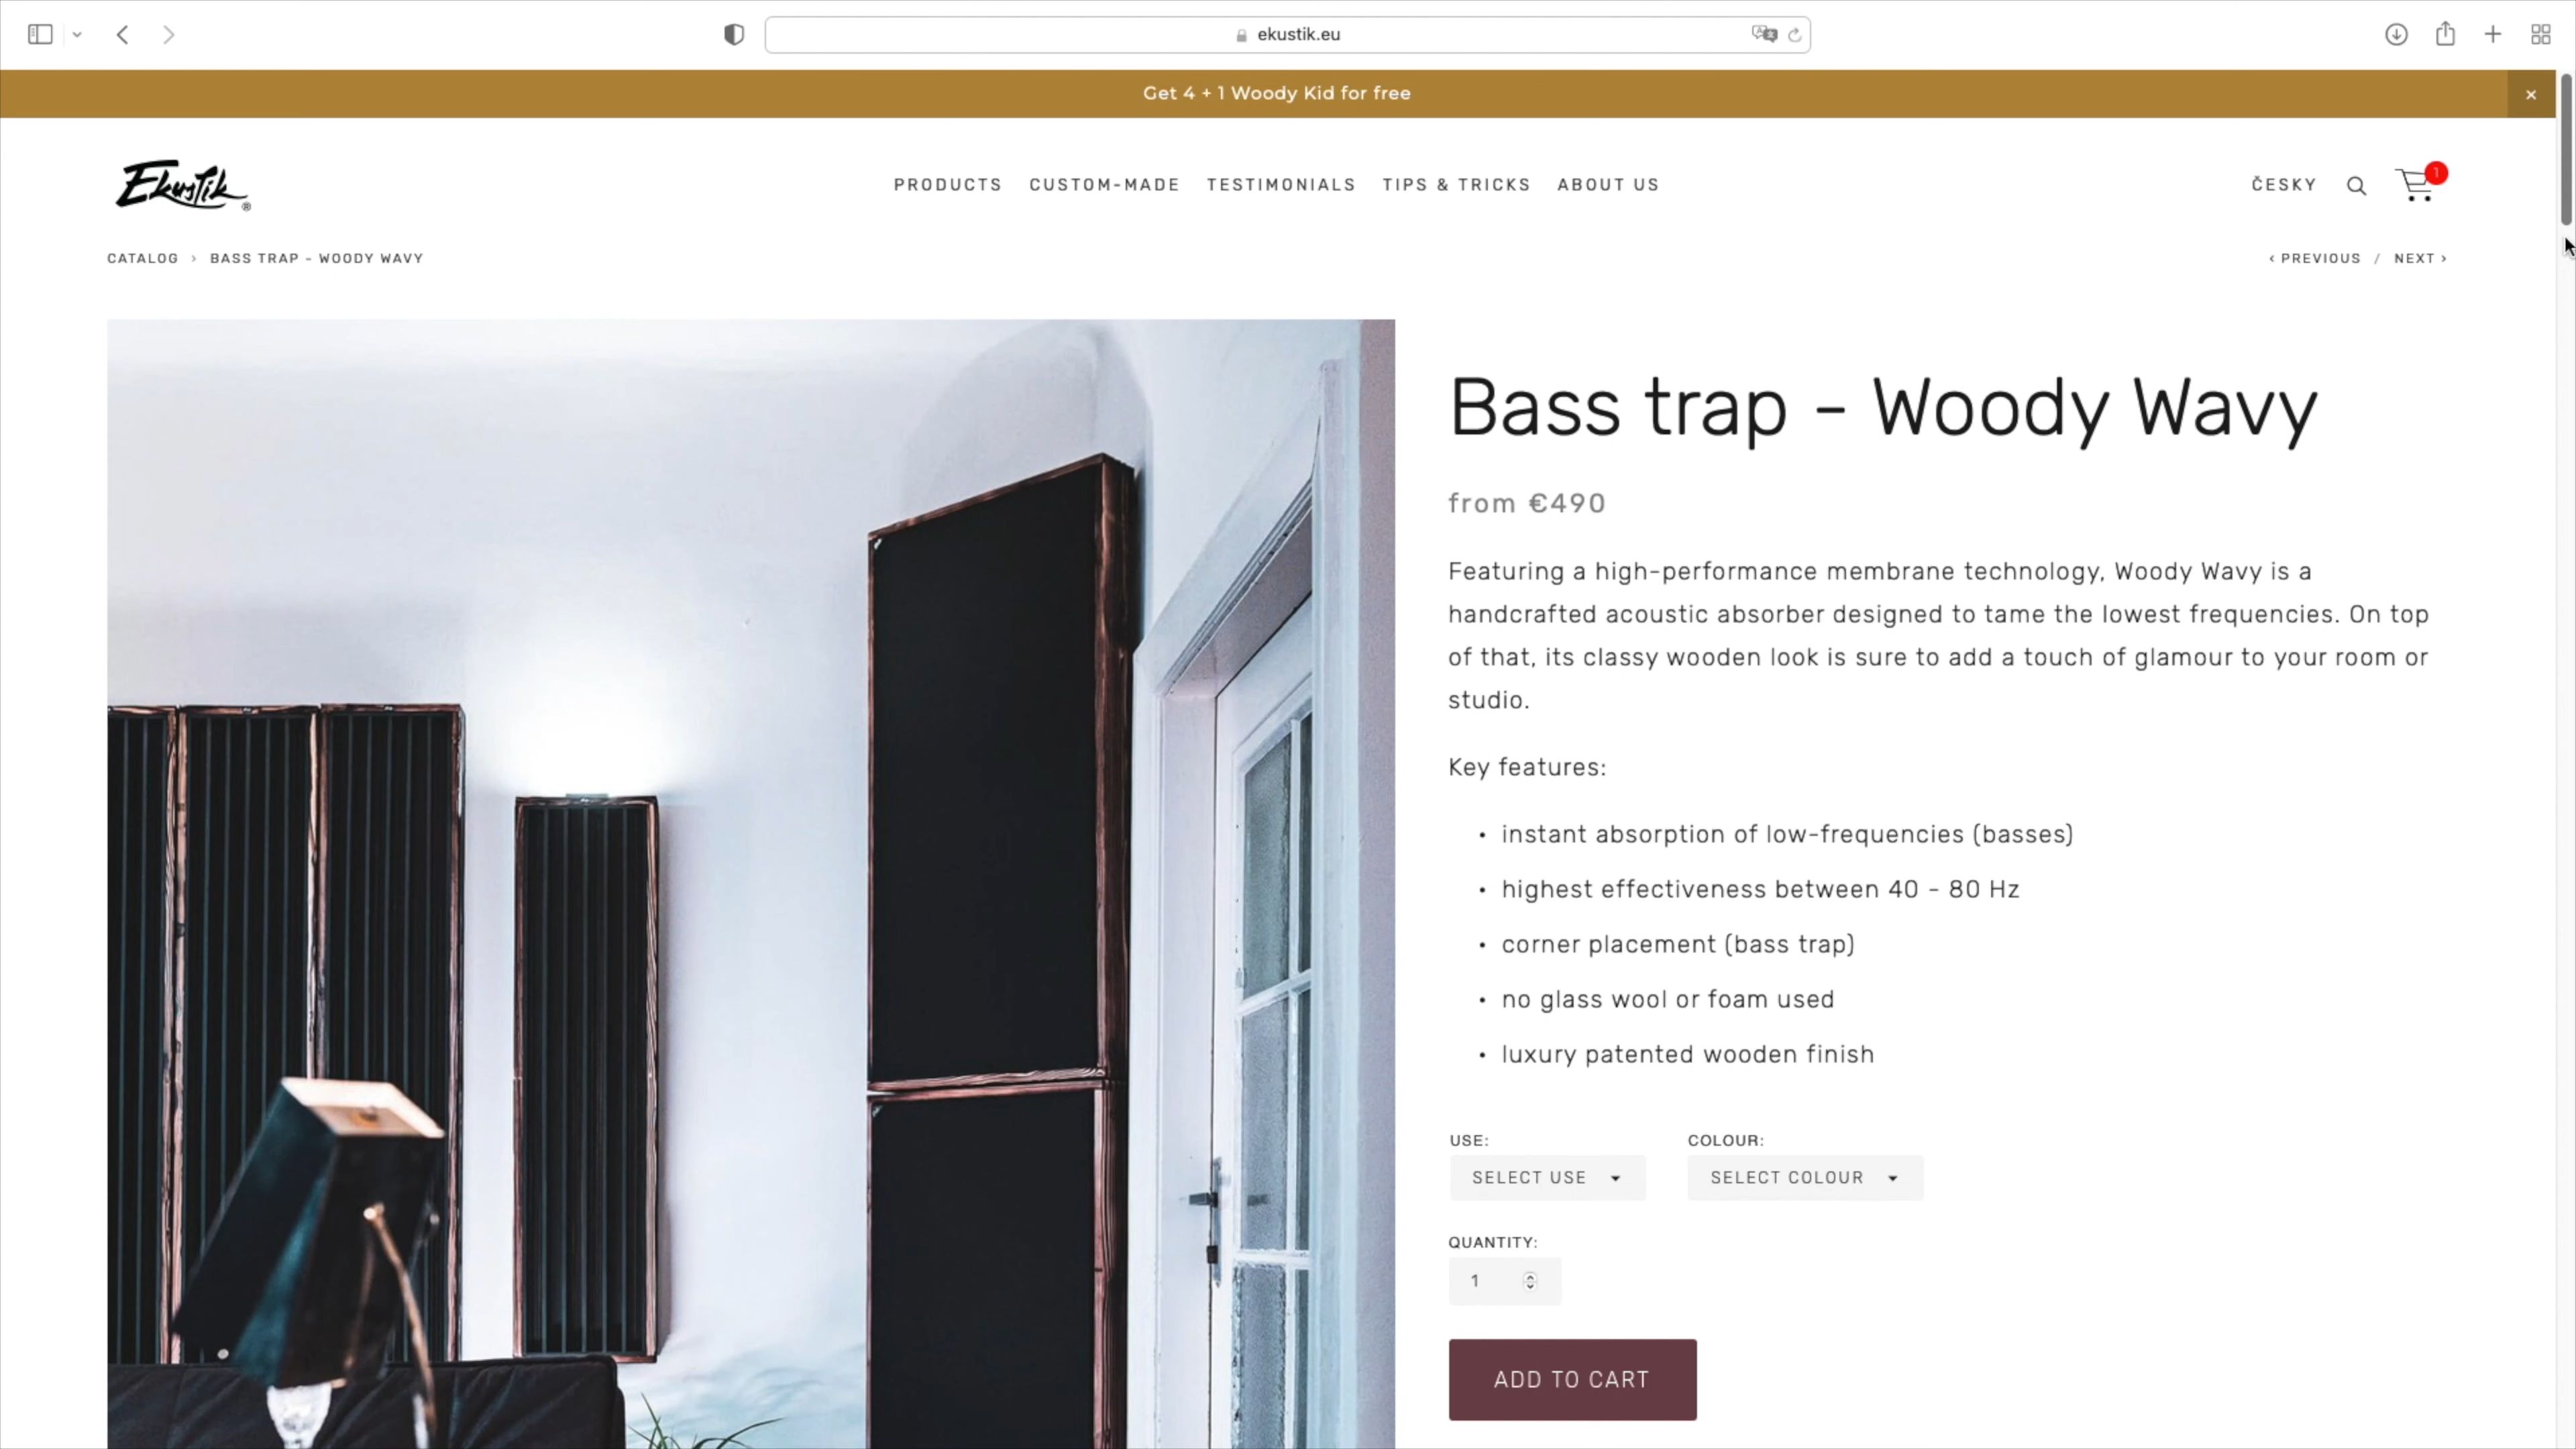 ekustik.eu
Get 4 + 1 Woody Kid for free
×
Ekustik ®
PRODUCTS CUSTOM-MADE TESTIMONIALS TIPS & TRICKS ABOUT US
ČESKY
1
CATALOG › BASS TRAP - WOODY WAVY
‹ PREVIOUS / NEXT ›
Bass trap - Woody Wavy
from €490
Featuring a high-performance membrane technology, Woody Wavy is a
handcrafted acoustic absorber designed to tame the lowest frequencies. On top
of that, its classy wooden look is sure to add a touch of glamour to your room or
studio.
Key features:
• instant absorption of low-frequencies (basses)
• highest effectiveness between 40 - 80 Hz
• corner placement (bass trap)
• no glass wool or foam used
• luxury patented wooden finish
USE: COLOUR:
SELECT USE SELECT COLOUR
QUANTITY:
1
ADD TO CART